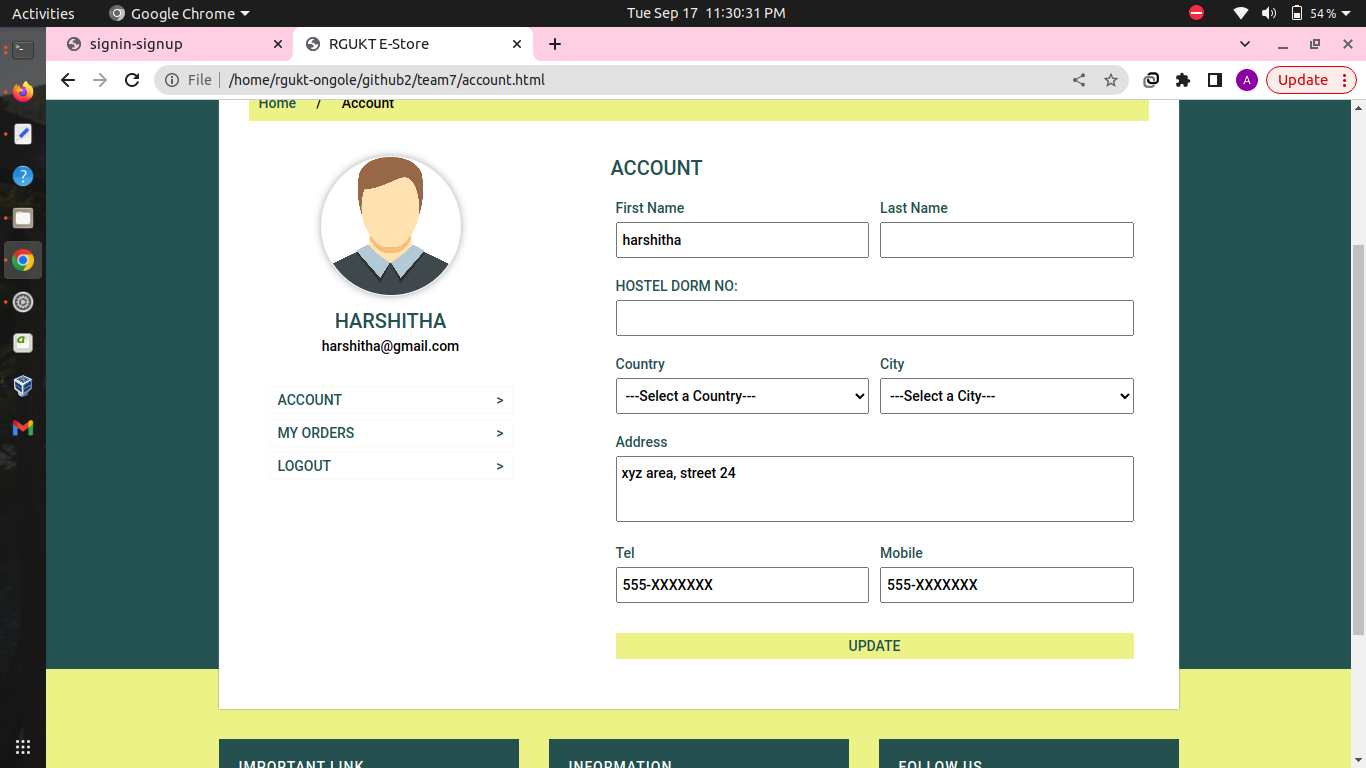 Activities Google Chrome Tue Sep 17 11:30:31 PM 54 %
signin-signup RGUKT E-Store
File /home/rgukt-ongole/github2/team7/account.html A Update
Home / Account
ACCOUNT
First Name Last Name
harshitha
HOSTEL DORM NO:
HARSHITHA
harshitha@gmail.com
Country City
---Select a Country--- ---Select a City---
ACCOUNT >
MY ORDERS >
LOGOUT >
Address
xyz area, street 24
Tel Mobile
555-XXXXXXX 555-XXXXXXX
UPDATE
IMPORTANT LINK INFORMATION FOLLOW US